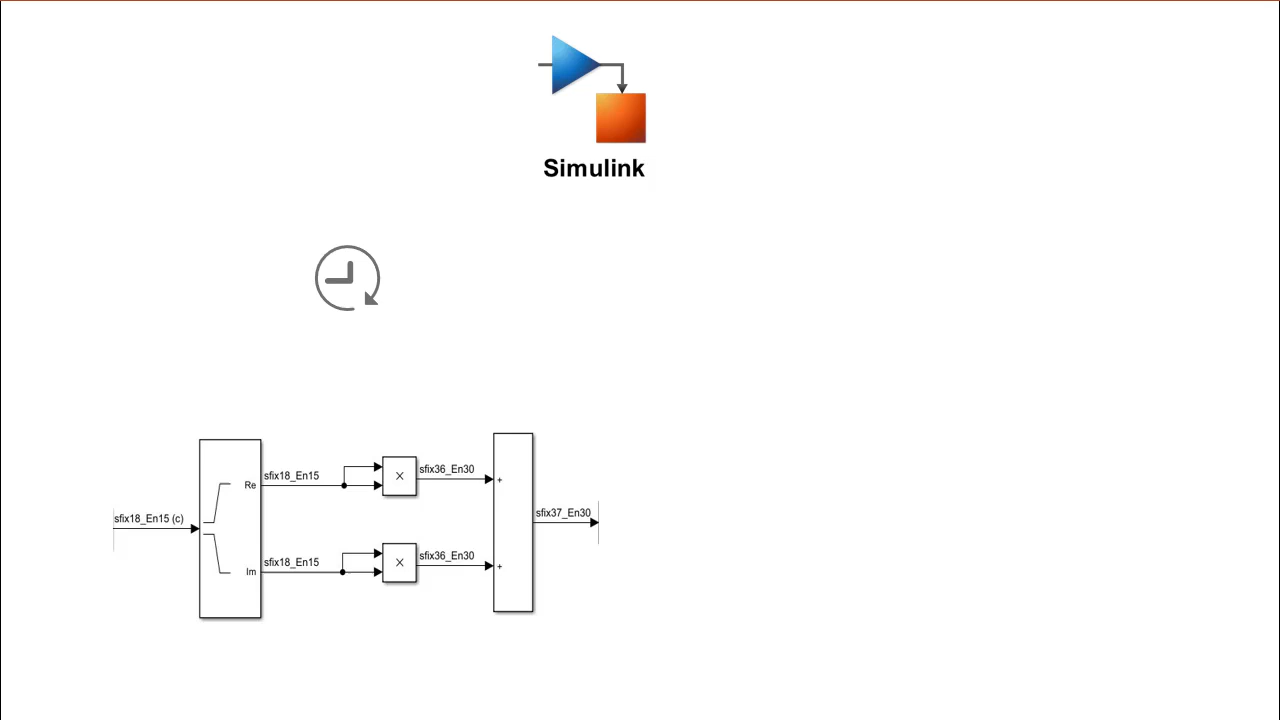 Simulink
sfix18_En15 (c)
Re
Im
sfix18_En15
sfix18_En15
×
×
sfix36_En30
sfix36_En30
+
+
sfix37_En30